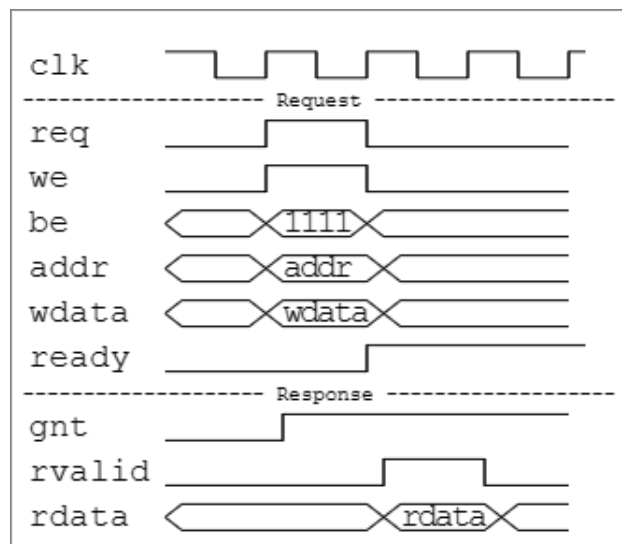 clk
Request
req
we
be 1111
addr addr
wdata wdata
ready
Response
gnt
rvalid
rdata rdata